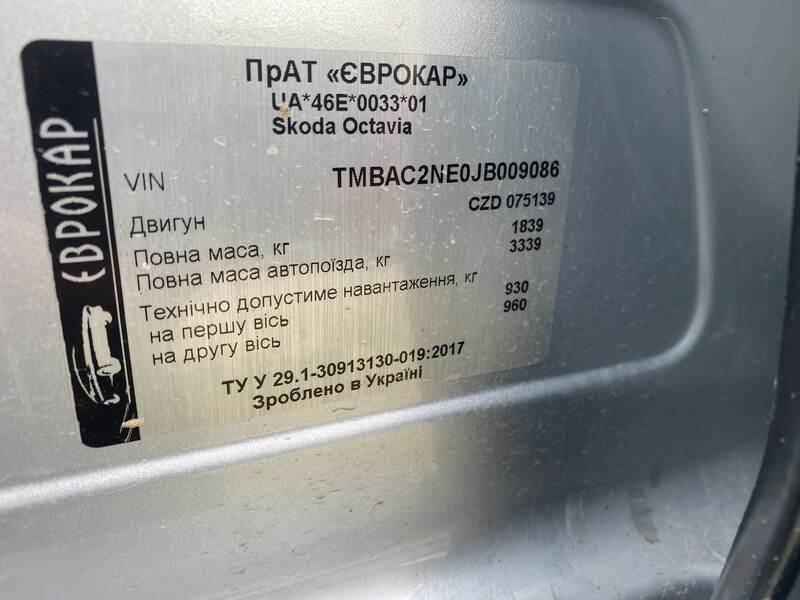 ЄВРОКАР
ПрАТ «ЄВРОКАР»
UA*46E*0033*01
Skoda Octavia
VIN TMBAC2NE0JB009086
Двигун CZD 075139
Повна маса, кг 1839
Повна маса автопоїзда, кг 3339
Технічно допустиме навантаження, кг
на першу вісь 930
на другу вісь 960
ТУ У 29.1-30913130-019:2017
Зроблено в Україні